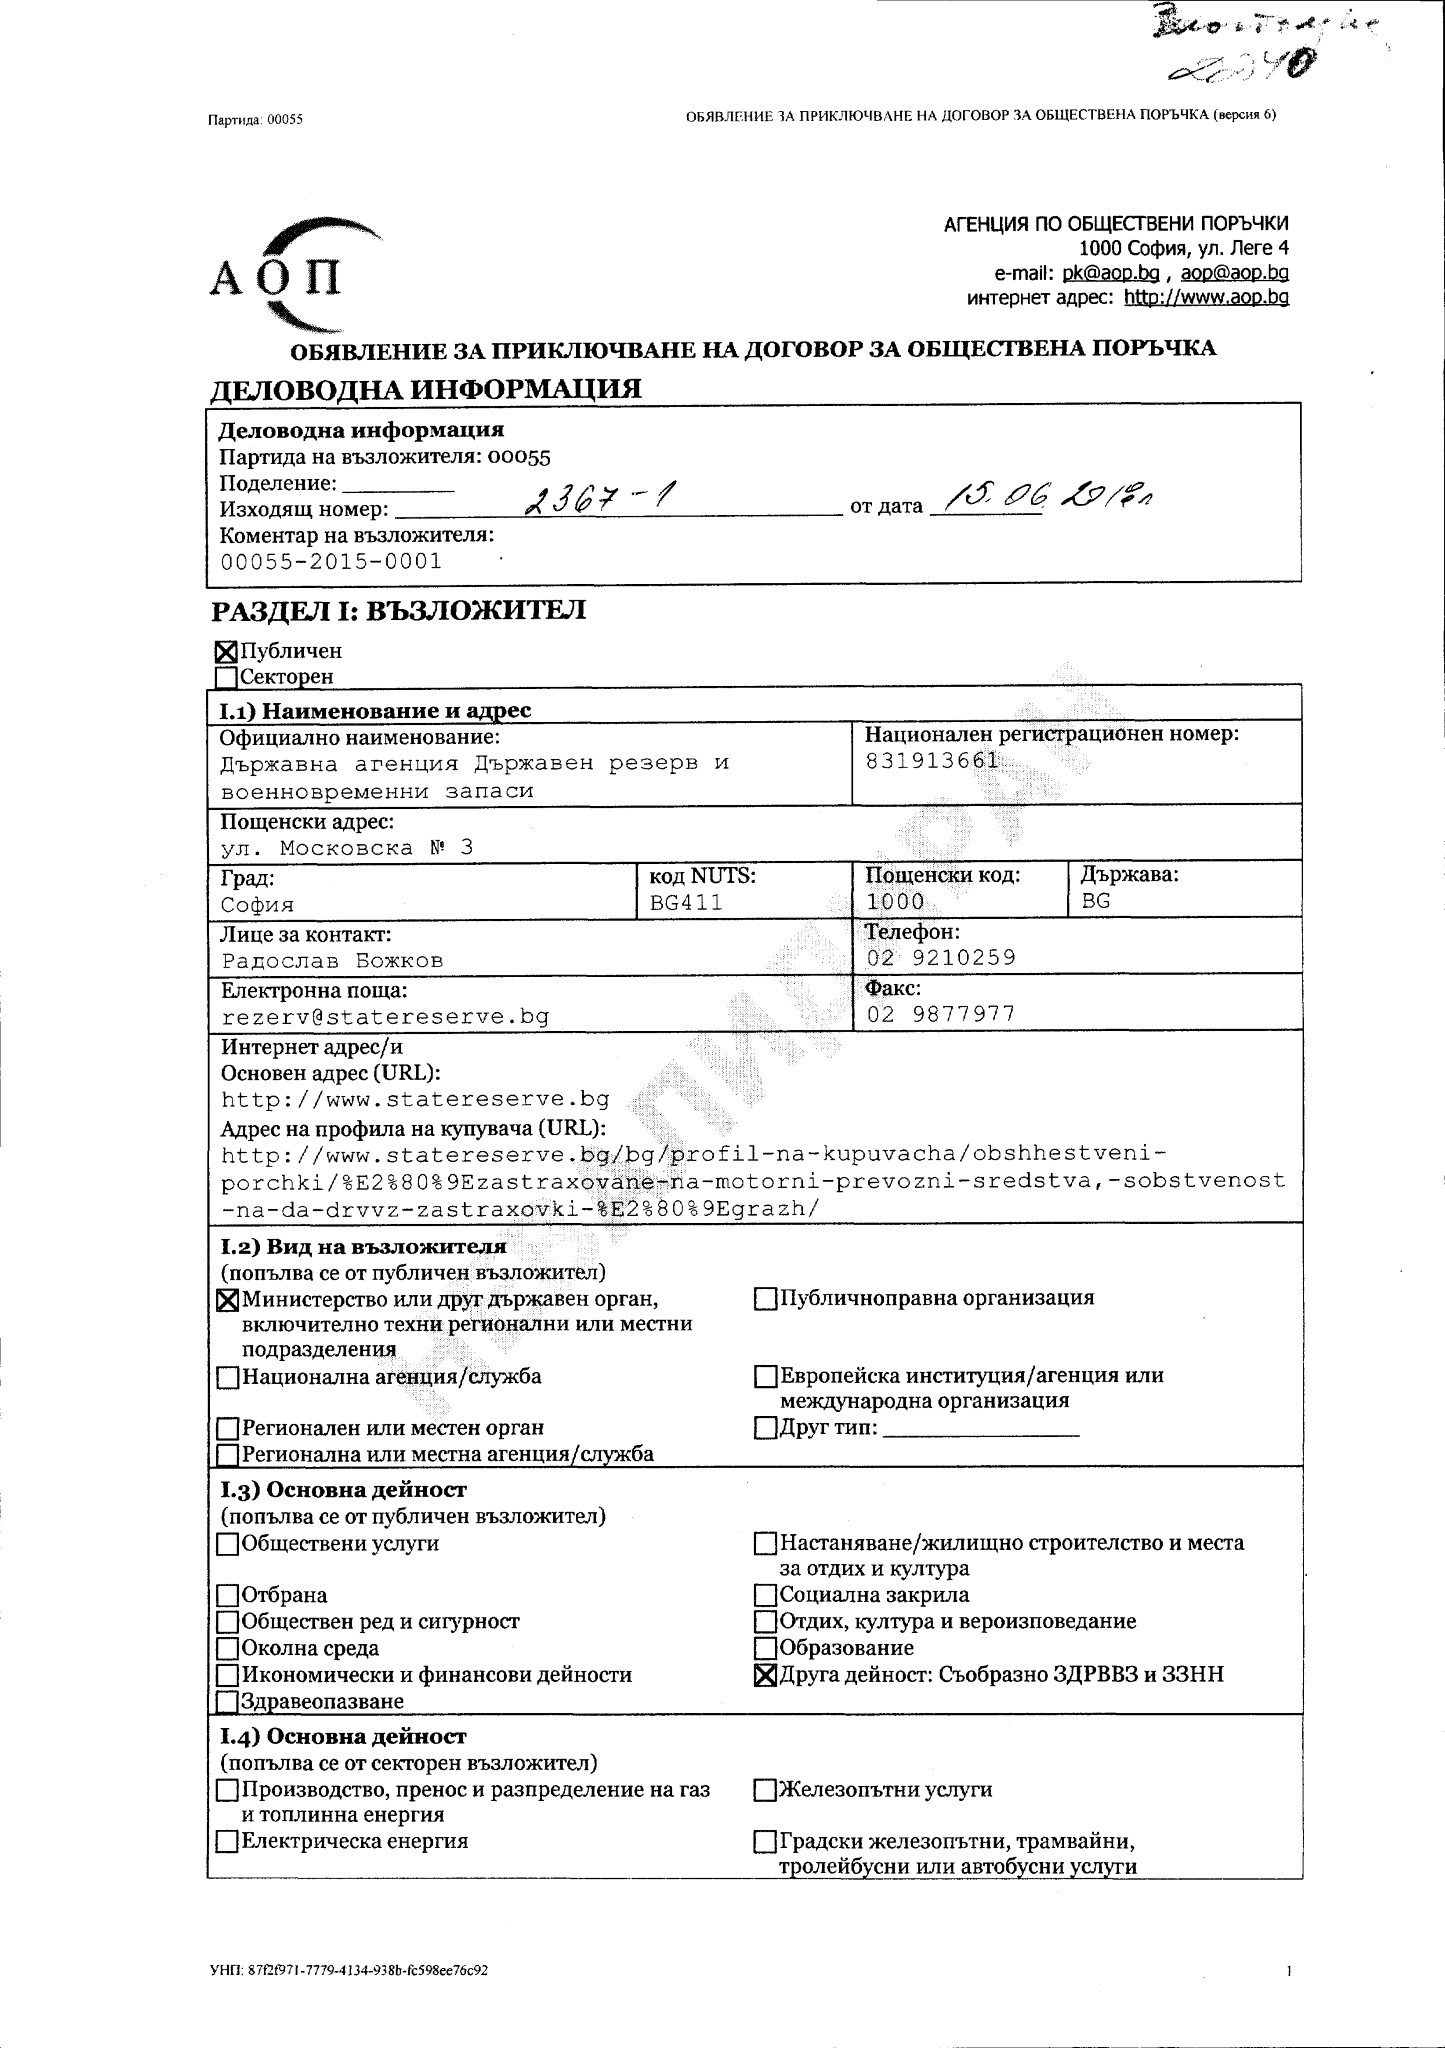 Партида: 00055
ОБЯВЛЕНИЕ ЗА ПРИКЛЮЧВАНЕ НА ДОГОВОР ЗА ОБЩЕСТВЕНА ПОРЪЧКА (версия 6)
АОП
АГЕНЦИЯ ПО ОБЩЕСТВЕНИ ПОРЪЧКИ
1000 София, ул. Леге 4
e-mail: pk@aop.bg , aop@aop.bg
интернет адрес: http://www.aop.bg
ОБЯВЛЕНИЕ ЗА ПРИКЛЮЧВАНЕ НА ДОГОВОР ЗА ОБЩЕСТВЕНА ПОРЪЧКА
ДЕЛОВОДНА ИНФОРМАЦИЯ
Деловодна информация
Партида на възложителя: 00055
Поделение: __________
Изходящ номер: 2367-1 от дата 15.06.
Коментар на възложителя:
00055-2015-0001
РАЗДЕЛ I: ВЪЗЛОЖИТЕЛ
☒ Публичен
☐ Секторен
I.1) Наименование и адрес
Официално наименование:
Държавна агенция Държавен резерв и
военновременни запаси
Национален регистрационен номер:
831913661
Пощенски адрес:
ул. Московска № 3
Град:
София
код NUTS:
BG411
Пощенски код:
1000
Държава:
BG
Лице за контакт:
Радослав Божков
Телефон:
02 9210259
Електронна поща:
rezerv@statereserve.bg
Факс:
02 9877977
Интернет адрес/и
Основен адрес (URL):
http://www.statereserve.bg
Адрес на профила на купувача (URL):
http://www.statereserve.bg/bg/profil-na-kupuvacha/obshhestveni-
porchki/%E2%80%9Ezastraxovane-na-motorni-prevozni-sredstva,-sobstvenost
-na-da-drvvz-zastraxovki-%E2%80%9Egrazh/
I.2) Вид на възложителя
(попълва се от публичен възложител)
☒ Министерство или друг държавен орган,
включително техни регионални или местни
подразделения
☐ Публичноправна организация
☐ Национална агенция/служба
☐ Европейска институция/агенция или
международна организация
☐ Регионален или местен орган
☐ Друг тип: __________________
☐ Регионална или местна агенция/служба
I.3) Основна дейност
(попълва се от публичен възложител)
☐ Обществени услуги
☐ Настаняване/жилищно строителство и места
за отдих и култура
☐ Отбрана
☐ Социална закрила
☐ Обществен ред и сигурност
☐ Отдих, култура и вероизповедание
☐ Околна среда
☐ Образование
☐ Икономически и финансови дейности
☒ Друга дейност: Съобразно ЗДРВВЗ и ЗЗНН
☐ Здравеопазване
I.4) Основна дейност
(попълва се от секторен възложител)
☐ Производство, пренос и разпределение на газ
и топлинна енергия
☐ Железопътни услуги
☐ Електрическа енергия
☐ Градски железопътни, трамвайни,
тролейбусни или автобусни услуги
УНП: 87f2f971-7779-4134-938b-fc598ee76c92
1